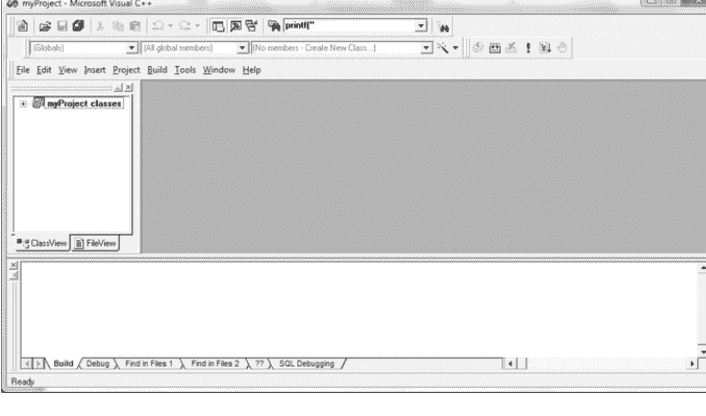 myProject - Microsoft Visual C++
printf("
(Globals) [All global members] (No members - Create New Class...)
File Edit View Insert Project Build Tools Window Help
myProject classes
ClassView FileView
Build Debug Find in Files 1 Find in Files 2 ?? SQL Debugging
Ready